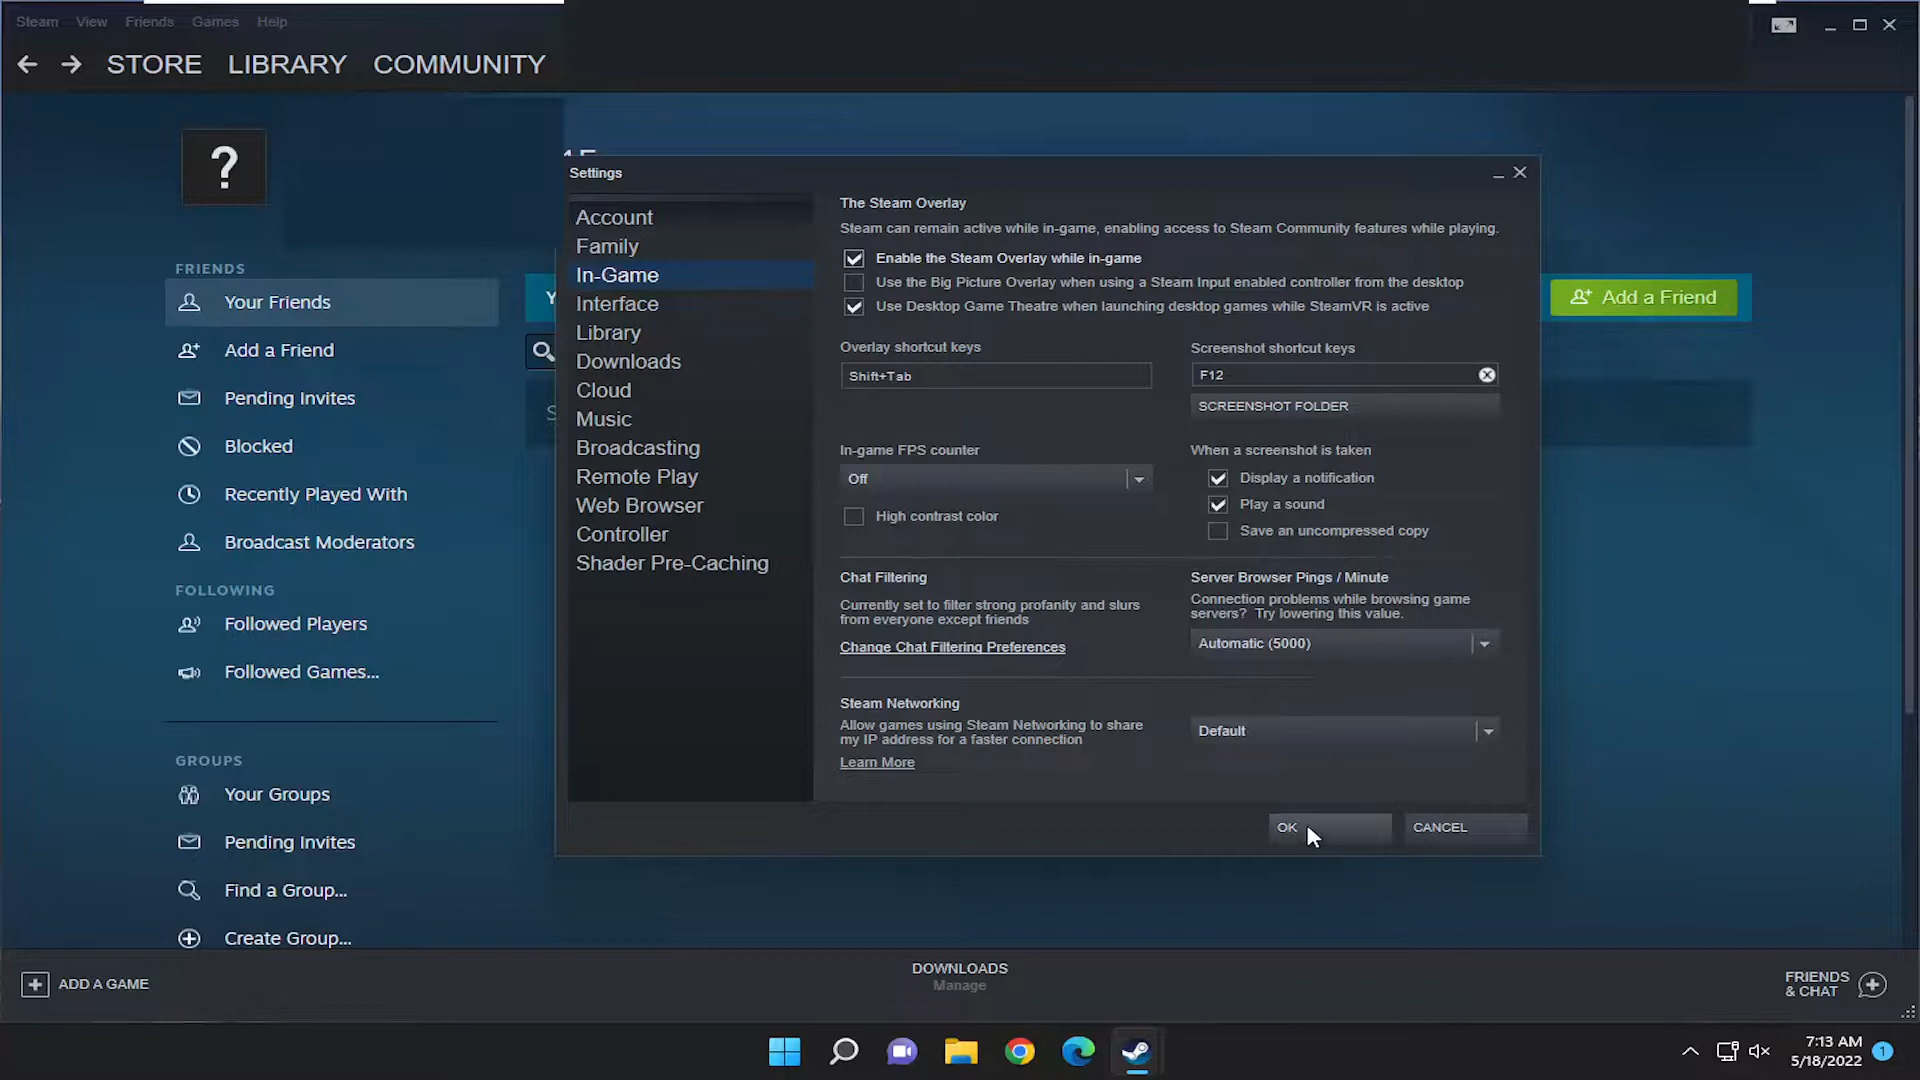 Steam View Friends Games Help
STORE LIBRARY COMMUNITY
?
FRIENDS
Your Friends
Add a Friend
Pending Invites
Blocked
Recently Played With
Broadcast Moderators
FOLLOWING
Followed Players
Followed Games...
GROUPS
Your Groups
Pending Invites
Find a Group...
Create Group...
Settings
Account
Family
In-Game
Interface
Library
Downloads
Cloud
Music
Broadcasting
Remote Play
Web Browser
Controller
Shader Pre-Caching
The Steam Overlay
Steam can remain active while in-game, enabling access to Steam Community features while playing.
Enable the Steam Overlay while in-game
Use the Big Picture Overlay when using a Steam Input enabled controller from the desktop
Use Desktop Game Theatre when launching desktop games while SteamVR is active
Overlay shortcut keys
Shift+Tab
Screenshot shortcut keys
F12
SCREENSHOT FOLDER
In-game FPS counter
Off
High contrast color
When a screenshot is taken
Display a notification
Play a sound
Save an uncompressed copy
Chat Filtering
Currently set to filter strong profanity and slurs
from everyone except friends
Change Chat Filtering Preferences
Server Browser Pings / Minute
Connection problems while browsing game
servers? Try lowering this value.
Automatic (5000)
Steam Networking
Allow games using Steam Networking to share
my IP address for a faster connection
Learn More
Default
OK
CANCEL
Add a Friend
ADD A GAME
DOWNLOADS
Manage
FRIENDS
& CHAT
7:13 AM
5/18/2022
1